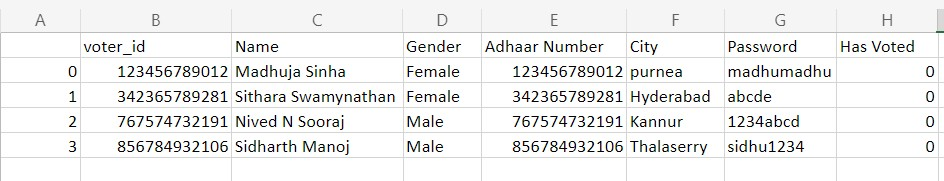 A B C D E F G H
voter_id Name Gender Adhaar Number City Password Has Voted
0 123456789012 Madhuja Sinha Female 123456789012 purnea madhumadhu 0
1 342365789281 Sithara Swamynathan Female 342365789281 Hyderabad abcde 0
2 767574732191 Nived N Sooraj Male 767574732191 Kannur 1234abcd 0
3 856784932106 Sidharth Manoj Male 856784932106 Thalaserry sidhu1234 0